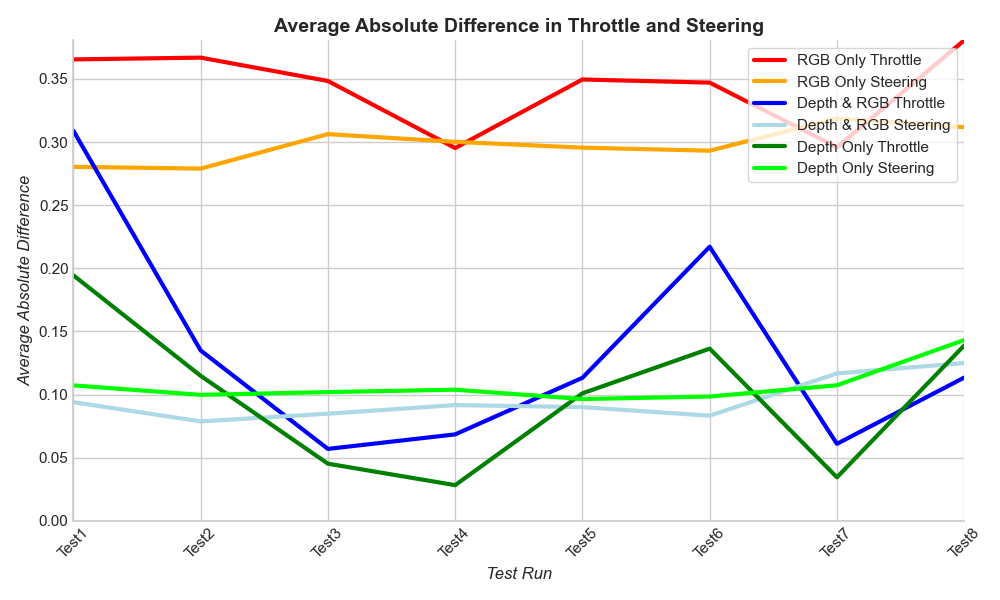 Average Absolute Difference in Throttle and Steering
RGB Only Throttle
RGB Only Steering
Depth & RGB Throttle
Depth & RGB Steering
Depth Only Throttle
Depth Only Steering
Average Absolute Difference
0.35
0.30
0.25
0.20
0.15
0.10
0.05
0.00
Test1
Test2
Test3
Test4
Test5
Test6
Test7
Test8
Test Run